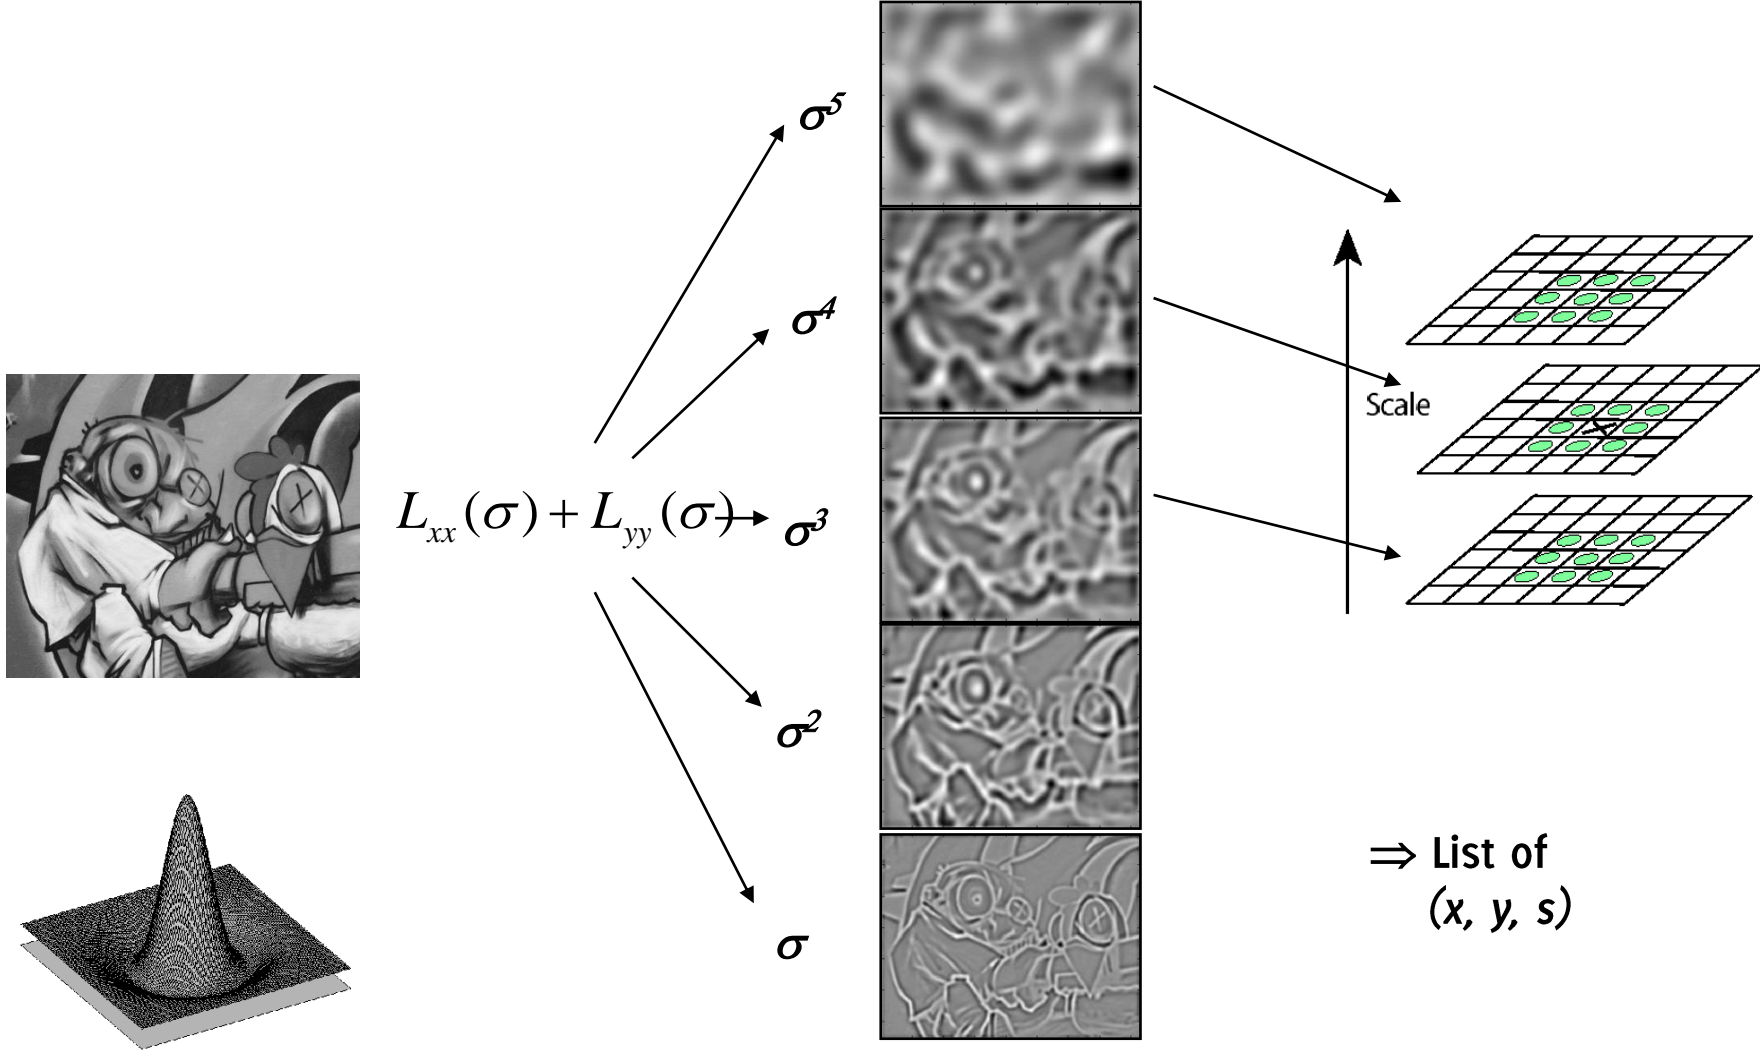 σ⁵
σ⁴
Scale
L_xx(σ) + L_yy(σ)
σ³
σ²
⇒ List of
(x, y, s)
σ